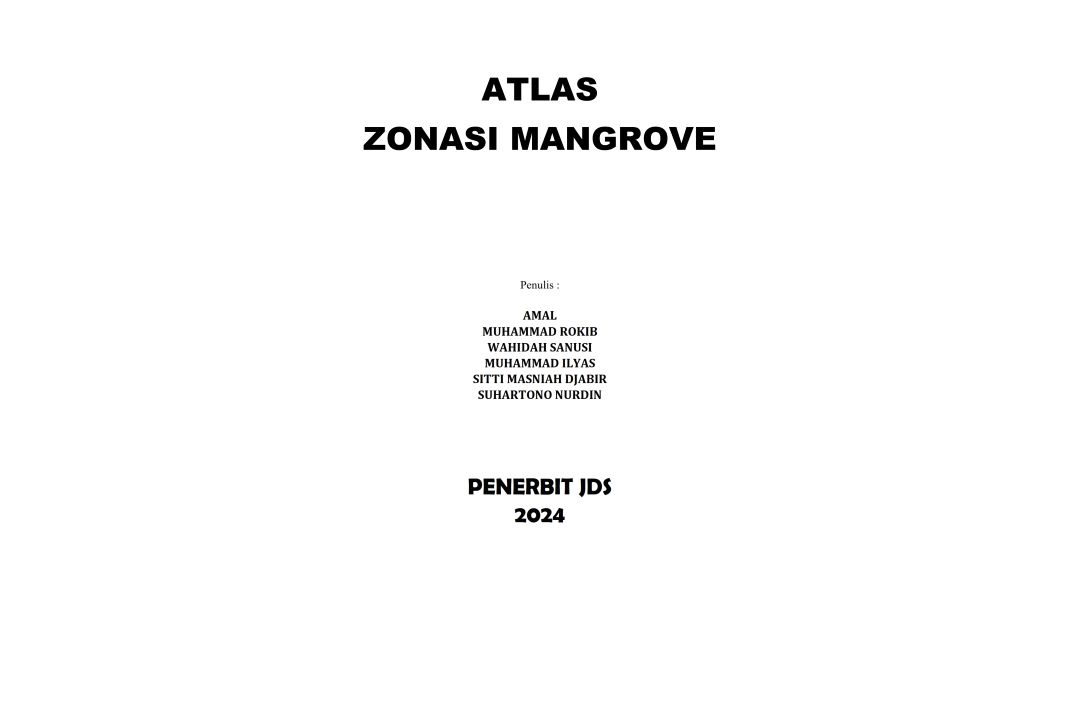 ATLAS
ZONASI MANGROVE
Penulis :
AMAL
MUHAMMAD ROKIB
WAHIDAH SANUSI
MUHAMMAD ILYAS
SITTI MASNIAH DJABIR
SUHARTONO NURDIN
PENERBIT JDS
2024